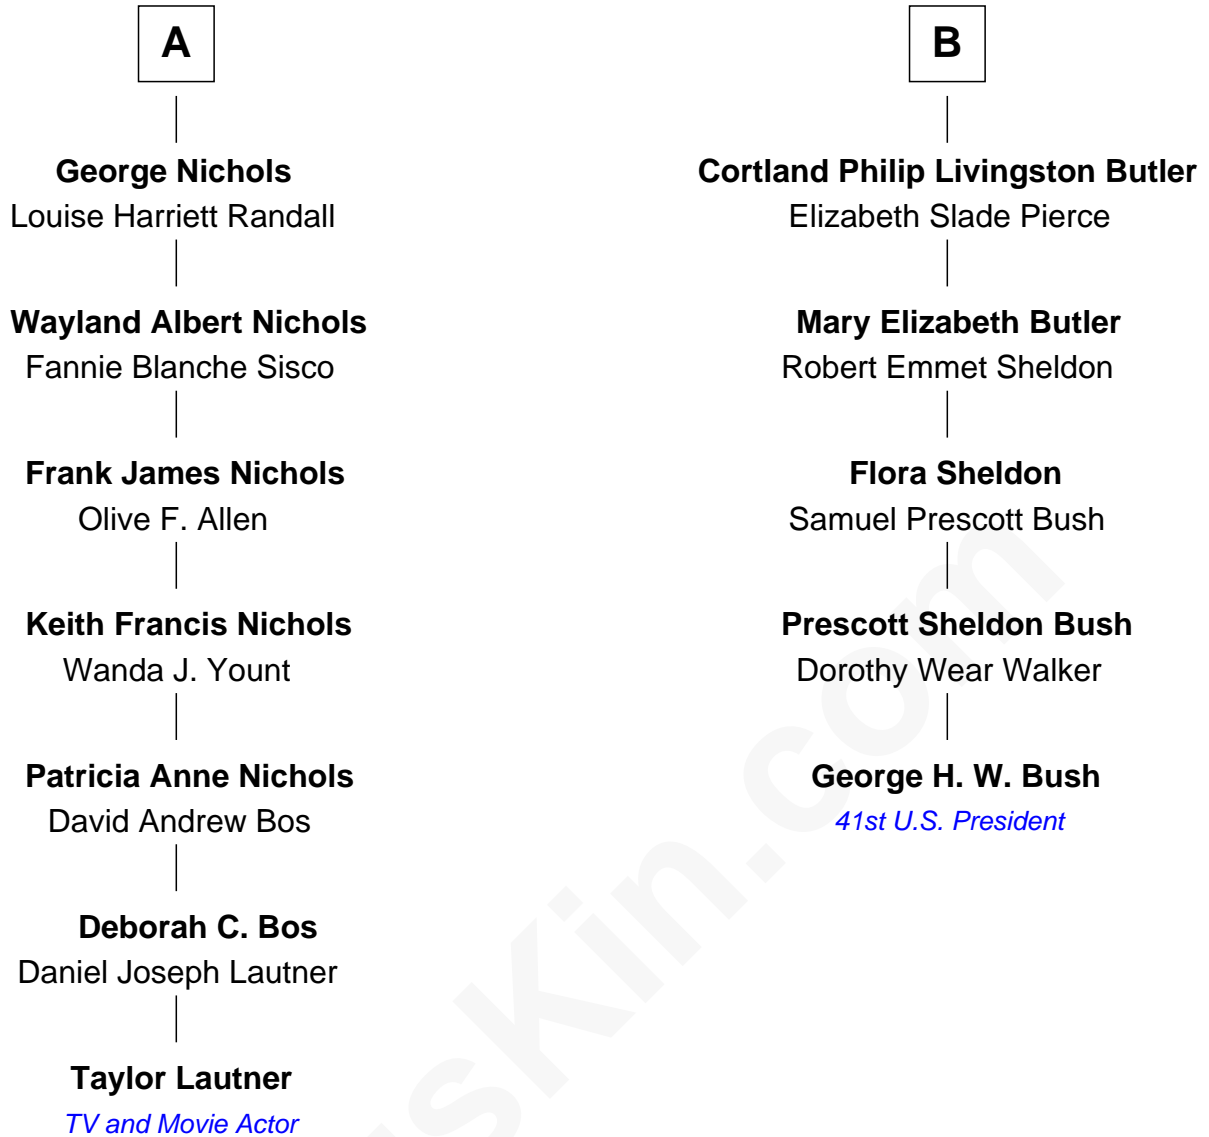 A
George Nichols
Louise Harriett Randall
Wayland Albert Nichols
Fannie Blanche Sisco
Frank James Nichols
Olive F. Allen
Keith Francis Nichols
Wanda J. Yount
Patricia Anne Nichols
David Andrew Bos
Deborah C. Bos
Daniel Joseph Lautner
Taylor Lautner
TV and Movie Actor
B
Cortland Philip Livingston Butler
Elizabeth Slade Pierce
Mary Elizabeth Butler
Robert Emmet Sheldon
Flora Sheldon
Samuel Prescott Bush
Prescott Sheldon Bush
Dorothy Wear Walker
George H. W. Bush
41st U.S. President
usKin.com